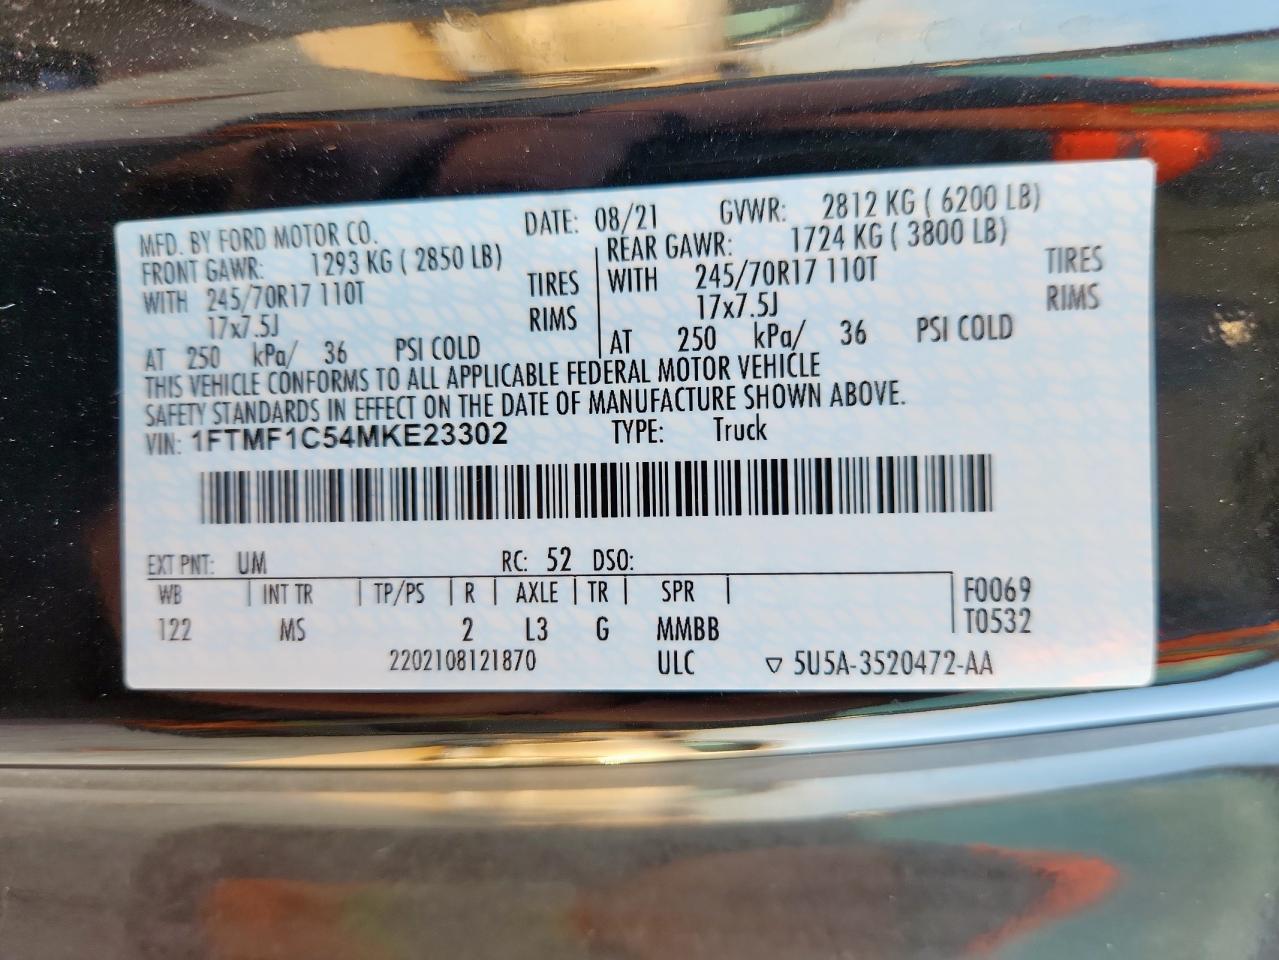 MFD. BY FORD MOTOR CO. DATE: 08/21 GVWR: 2812 KG ( 6200 LB)
FRONT GAWR: 1293 KG ( 2850 LB) REAR GAWR: 1724 KG ( 3800 LB)
WITH 245/70R17 110T TIRES WITH 245/70R17 110T TIRES
17x7.5J RIMS 17x7.5J RIMS
AT 250 kPa/ 36 PSI COLD AT 250 kPa/ 36 PSI COLD
THIS VEHICLE CONFORMS TO ALL APPLICABLE FEDERAL MOTOR VEHICLE
SAFETY STANDARDS IN EFFECT ON THE DATE OF MANUFACTURE SHOWN ABOVE.
VIN: 1FTMF1C54MKE23302 TYPE: Truck
EXT PNT: UM RC: 52 DSO:
WB INT TR TP/PS R AXLE TR SPR F0069
122 MS 2 L3 G MMBB T0532
2202108121870 ULC ▽ 5U5A-3520472-AA